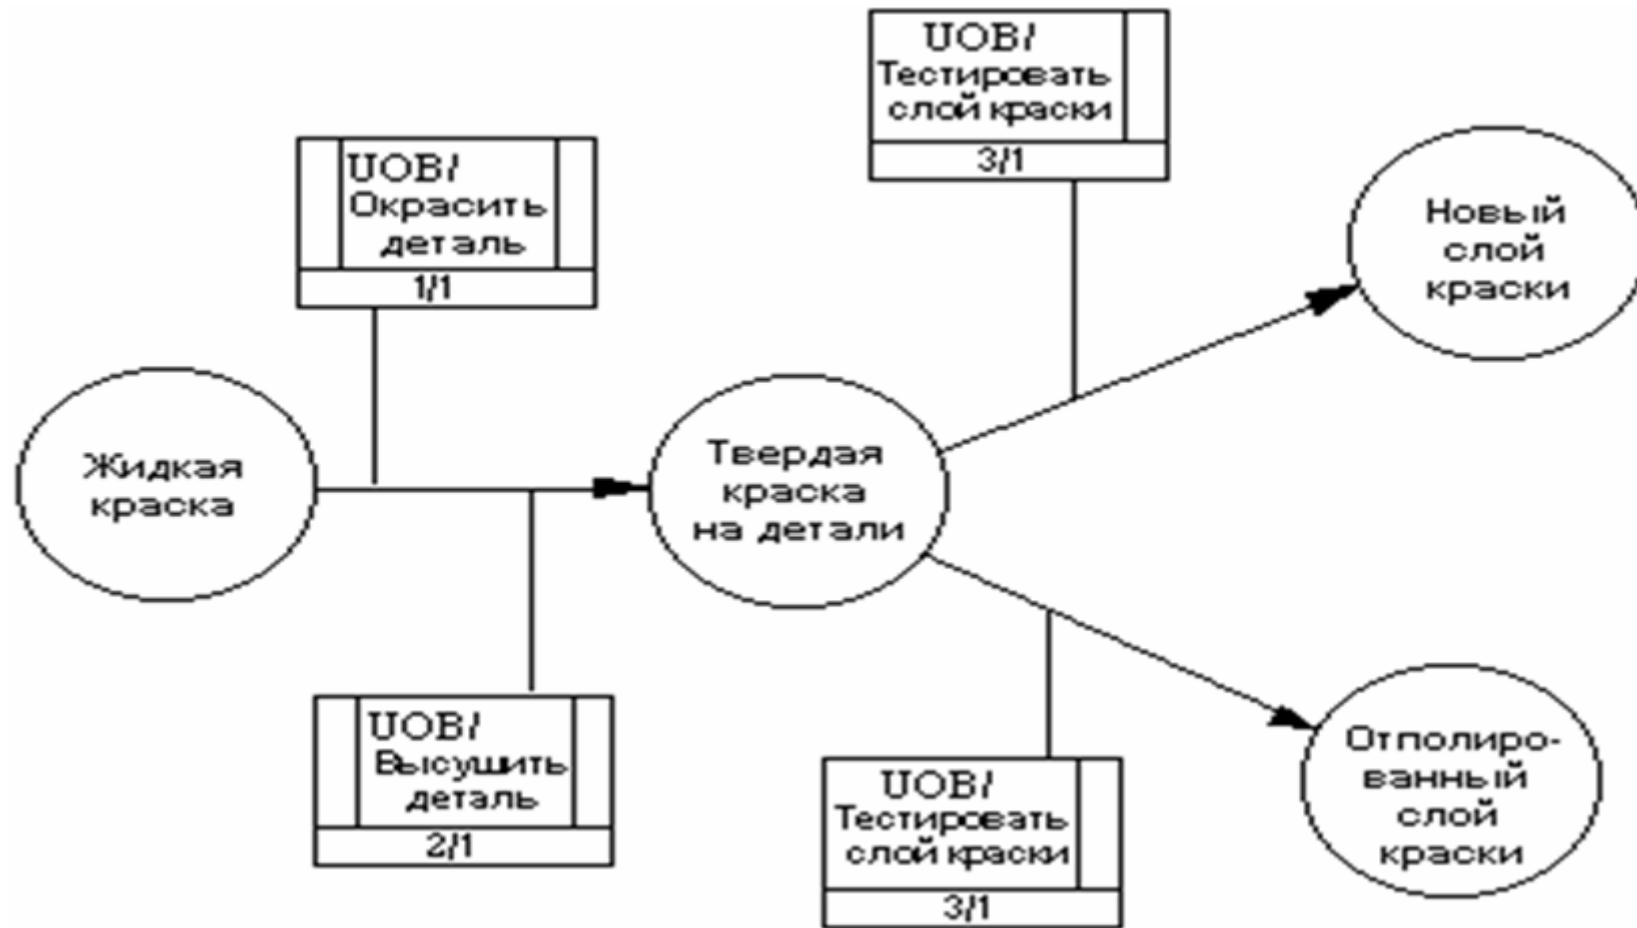 UOB/
Тестировать
слой краски
3/1
UOB/
Окрасить
деталь
1/1
Новый
слой
краски
Жидкая
краска
Твердая
краска
на детали
UOB/
Высушить
деталь
2/1
UOB/
Тестировать
слой краски
3/1
Отполиро-
ванный
слой
краски